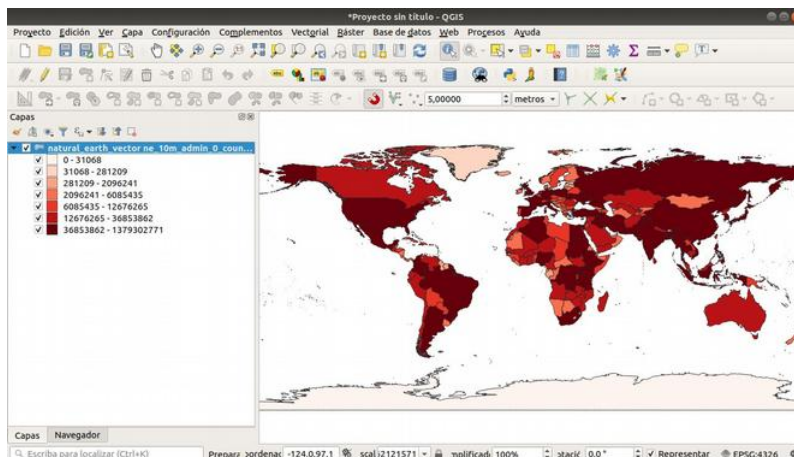 *Proyecto sin título - QGIS
Proyecto Edición Ver Capa Configuración Complementos Vectorial Ráster Base de datos Web Procesos Ayuda
5,00000 metros
Capas
natural_earth_vector ne_10m_admin_0_coun...
0 - 31068
31068 - 281209
281209 - 2096241
2096241 - 6085435
6085435 - 12676265
12676265 - 36853862
36853862 - 1379302771
Capas Navegador
Escriba para localizar (Ctrl+K) Prepara -124.0,97.1 100% 0.0° Representar EPSG:4326